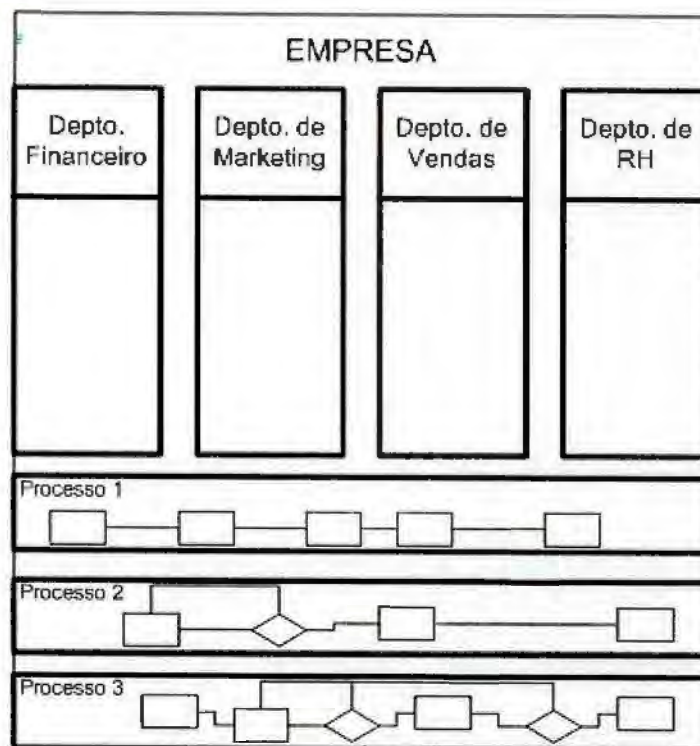 EMPRESA
Depto.
Financeiro
Depto. de
Marketing
Depto. de
Vendas
Depto. de
RH
Processo 1
Processo 2
Processo 3